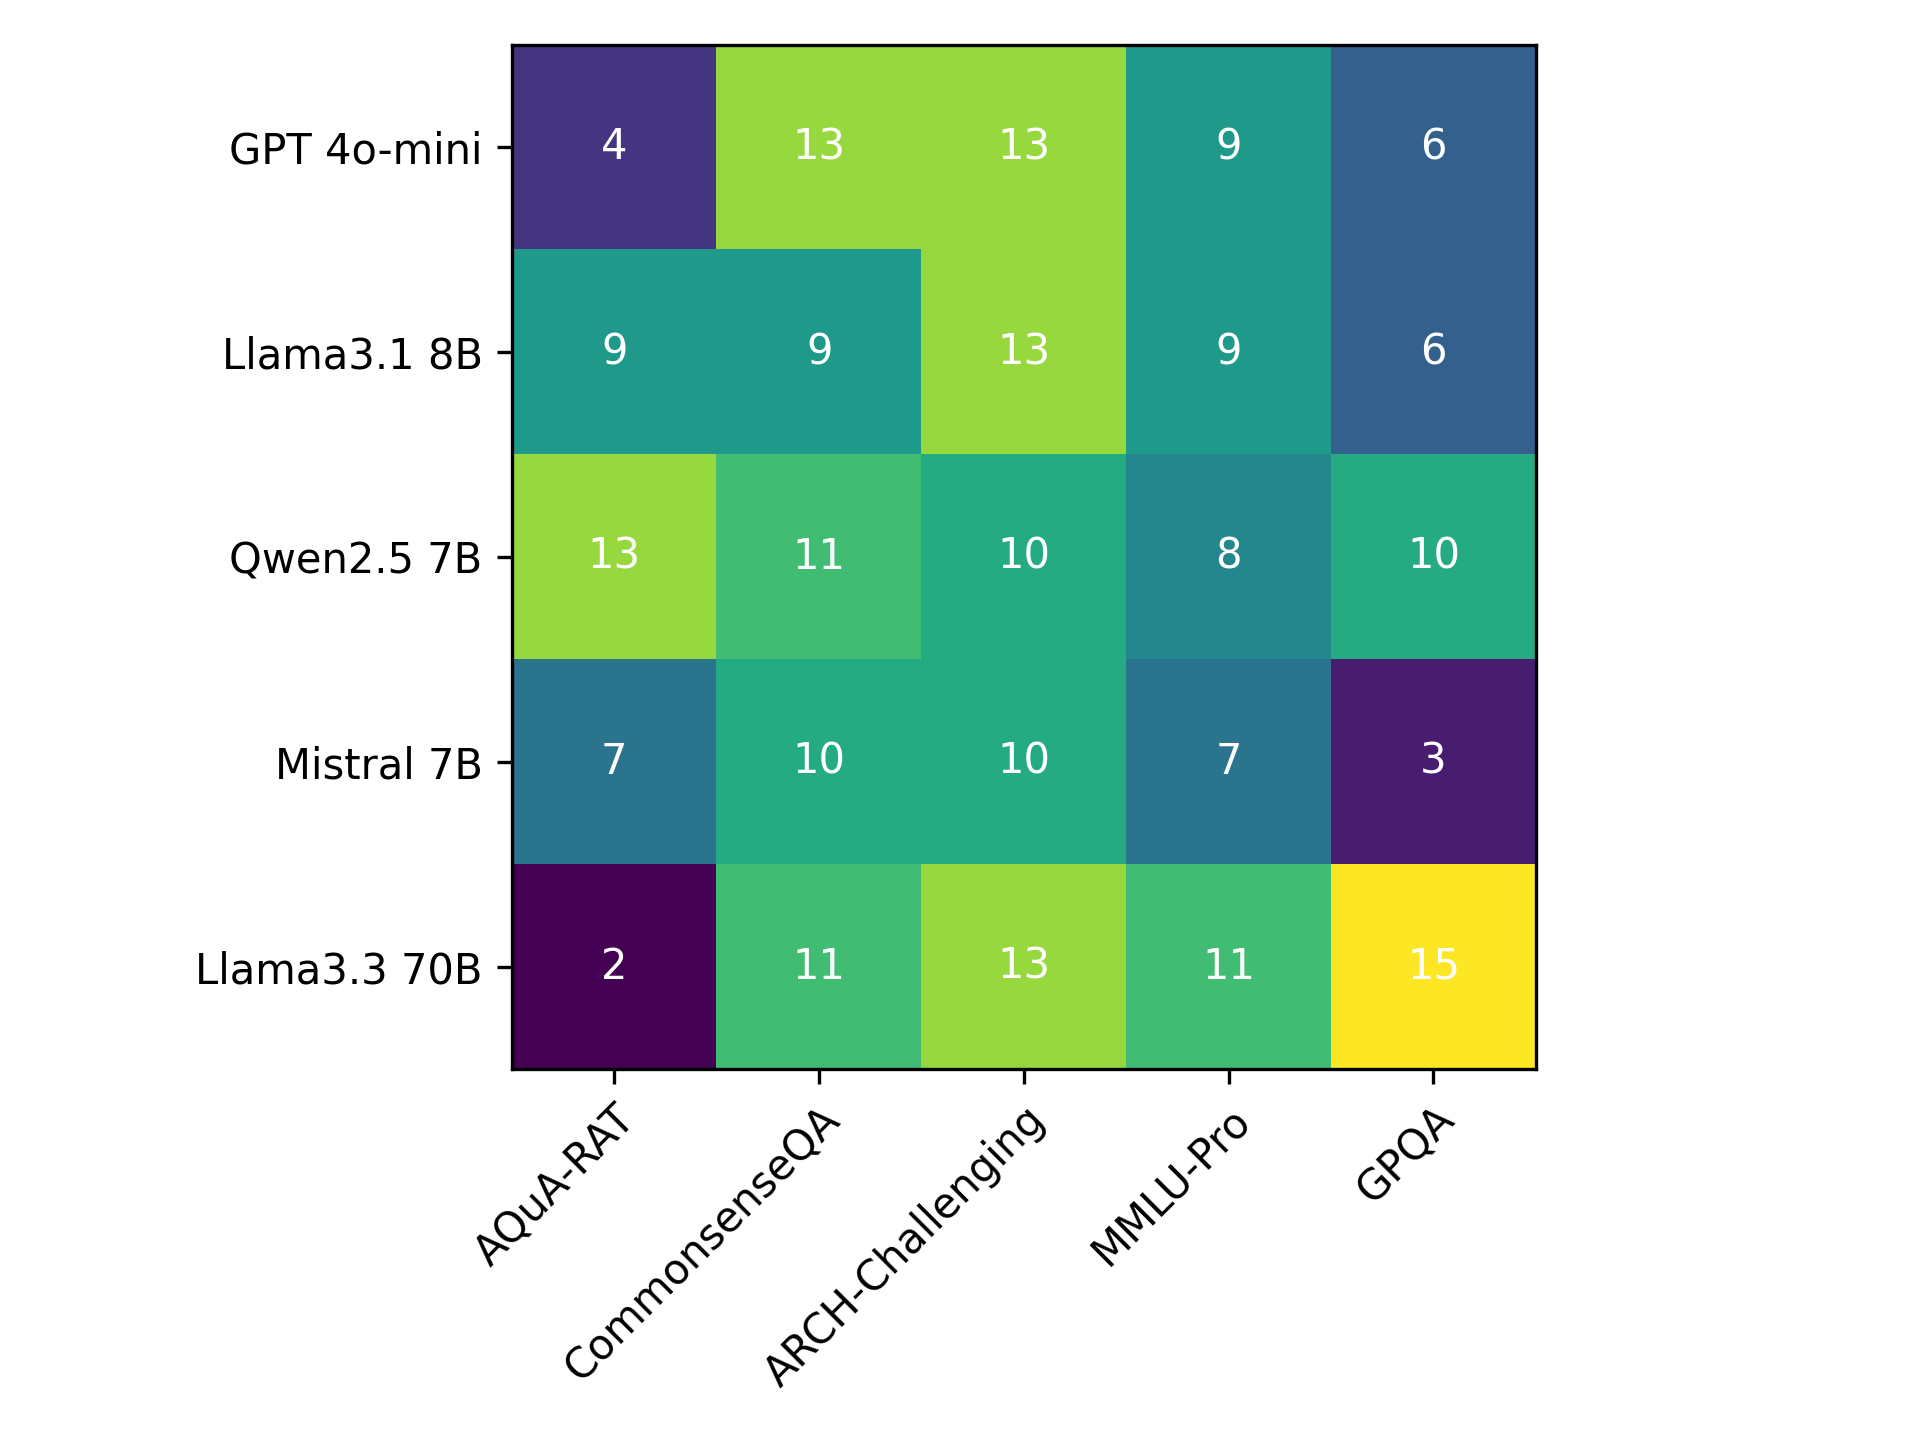 GPT 4o-mini 4 13 13 9 6
Llama3.1 8B 9 9 13 9 6
Qwen2.5 7B 13 11 10 8 10
Mistral 7B 7 10 10 7 3
Llama3.3 70B 2 11 13 11 15
AQuA-RAT
CommonsenseQA
ARCH-Challenging
MMLU-Pro
GPQA